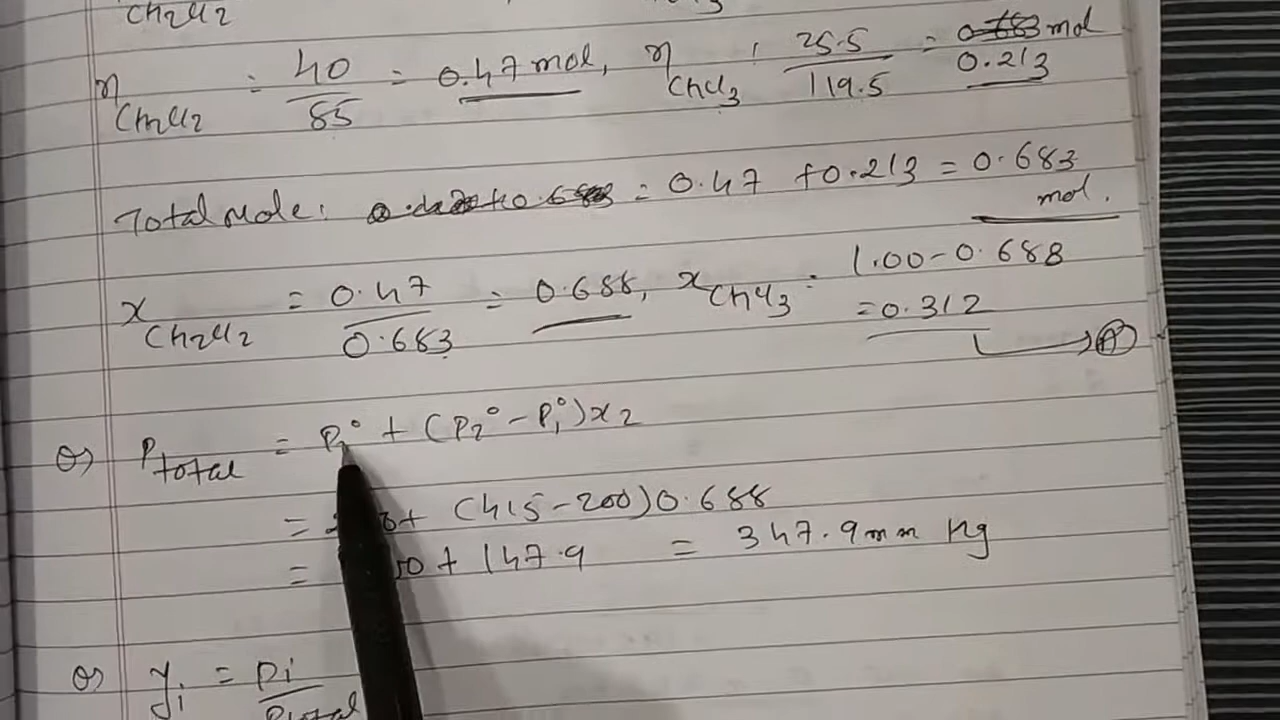 CH2Cl2
η CH2Cl2 = 40/85 = 0.47 mol, η CHCl3 : 25.5/119.5 = 0.213 mol
Total Mole: = 0.47 + 0.213 = 0.683 mol.
x CH2Cl2 = 0.47/0.683 = 0.688, x CHCl3 = 1.00 - 0.688
= 0.312
P total = P1° + (P2° - P1°) x2
= + (415 - 200) 0.688
= + 147.9 = 347.9 mm Hg
yi = pi/Ptotal